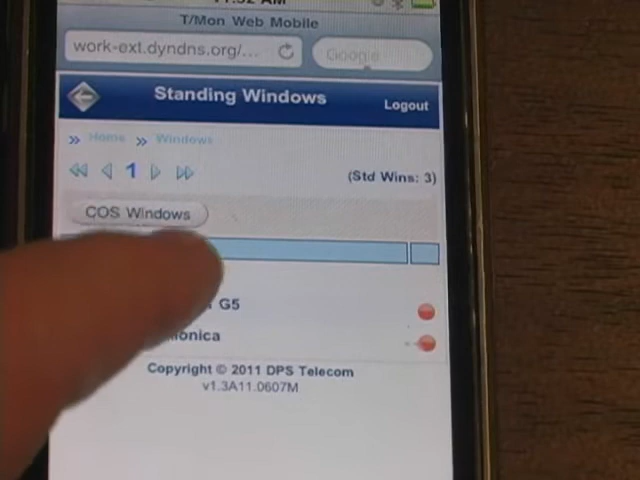 T/Mon Web Mobile
work-ext.dyndns.org/... Google
Standing Windows
Logout
» Home » Windows
1
(Std Wins: 3)
COS Windows
G5
Copyright © 2011 DPS Telecom
v1.3A11.0607M